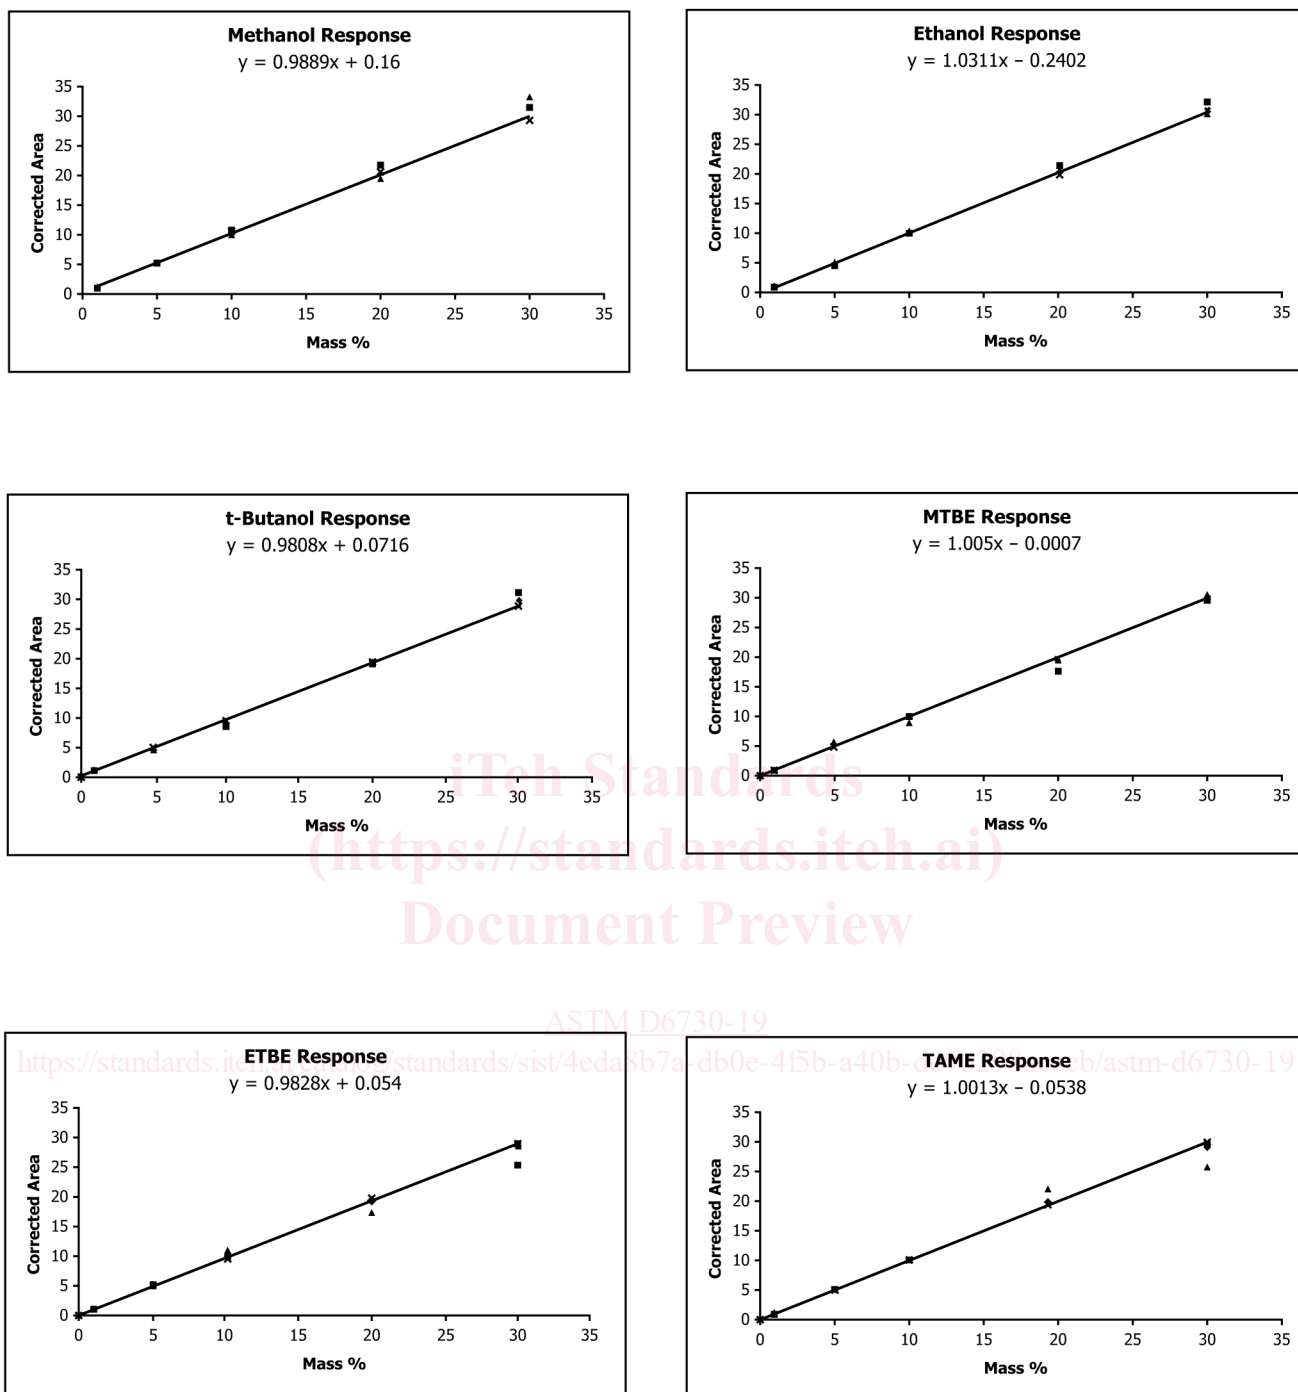 Methanol Response
y = 0.9889x + 0.16
35
30
25
20
15
10
5
0
Corrected Area
0 5 10 15 20 25 30 35
Mass %
Ethanol Response
y = 1.0311x − 0.2402
35
30
25
20
15
10
5
0
Corrected Area
0 5 10 15 20 25 30 35
Mass %
t-Butanol Response
y = 0.9808x + 0.0716
35
30
25
20
15
10
5
0
Corrected Area
0 5 10 20 25 30 35
Mass %
MTBE Response
y = 1.005x − 0.0007
35
30
25
20
15
10
5
0
Corrected Area
0 5 10 15 20 25 30 35
Mass %
iTeh Standards
(https://standards.iteh.ai)
Document Preview
ASTM D6730-19
ETBE Response
y = 0.9828x + 0.054
35
30
25
20
15
10
5
0
Corrected Area
0 5 10 20 25 30 35
Mass %
TAME Response
y = 1.0013x − 0.0538
35
30
25
20
15
10
5
0
Corrected Area
0 5 10 15 20 25 30 35
Mass %